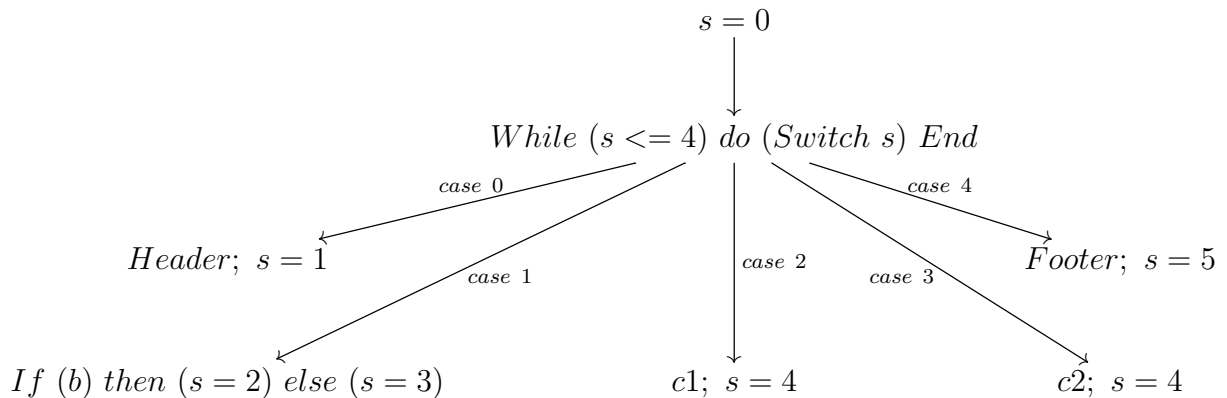 s = 0
While (s <= 4) do (Switch s) End
case 0
case 4
Header; s = 1
case 1
case 2
case 3
Footer; s = 5
If (b) then (s = 2) else (s = 3)
c1; s = 4
c2; s = 4